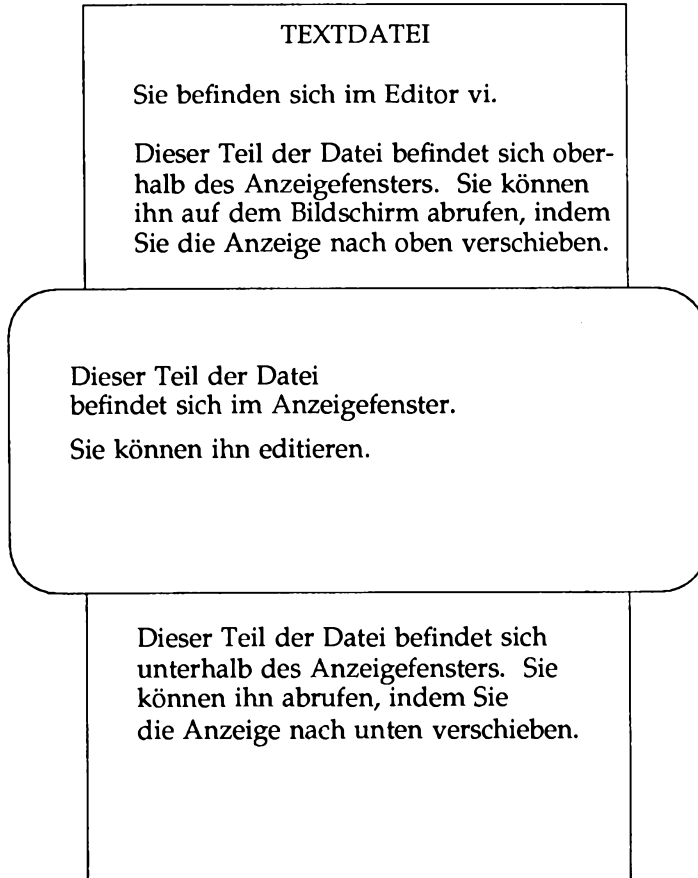 TEXTDATEI
Sie befinden sich im Editor vi.
Dieser Teil der Datei befindet sich ober-
halb des Anzeigefensters. Sie können
ihn auf dem Bildschirm abrufen, indem
Sie die Anzeige nach oben verschieben.
Dieser Teil der Datei
befindet sich im Anzeigefenster.
Sie können ihn editieren.
Dieser Teil der Datei befindet sich
unterhalb des Anzeigefensters. Sie
können ihn abrufen, indem Sie
die Anzeige nach unten verschieben.